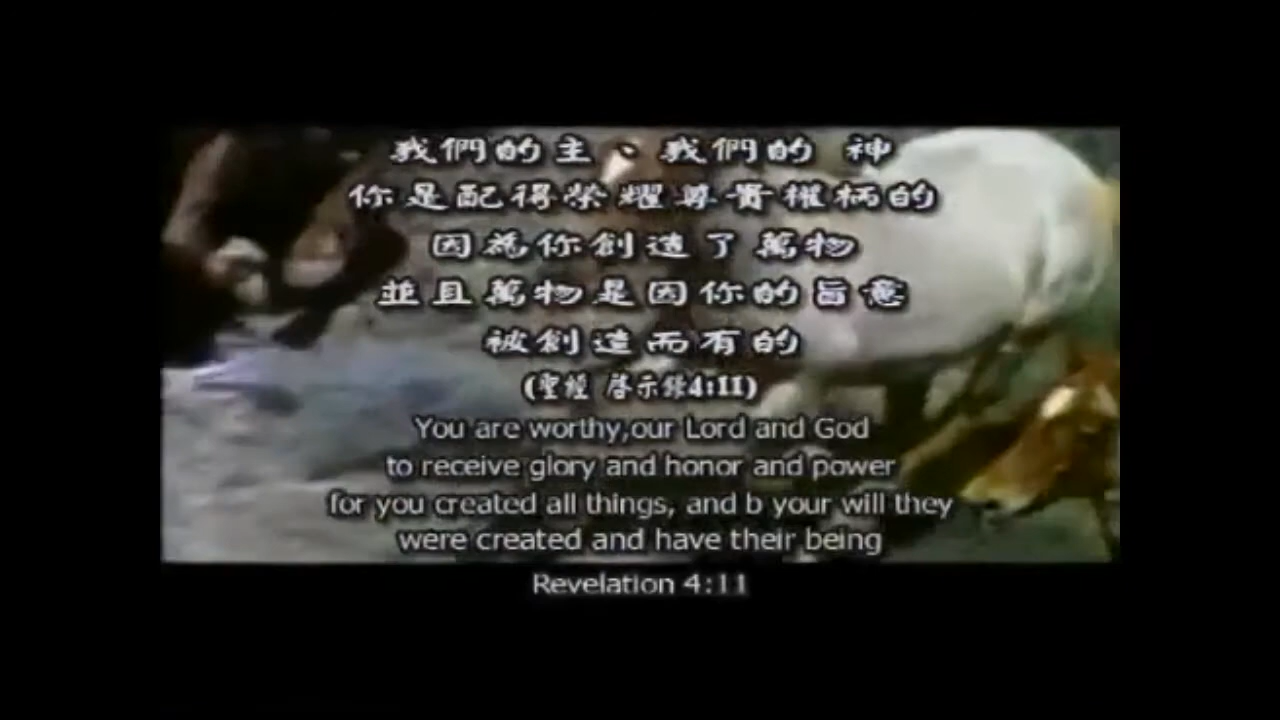 我們的主、我們的 神
你是配得榮耀尊貴權柄的
因為你創造了萬物
並且萬物是因你的旨意
被創造而有的
(聖經 啓示錄4:11)
You are worthy,our Lord and God
to receive glory and honor and power
for you created all things, and b your will they
were created and have their being
Revelation 4:11